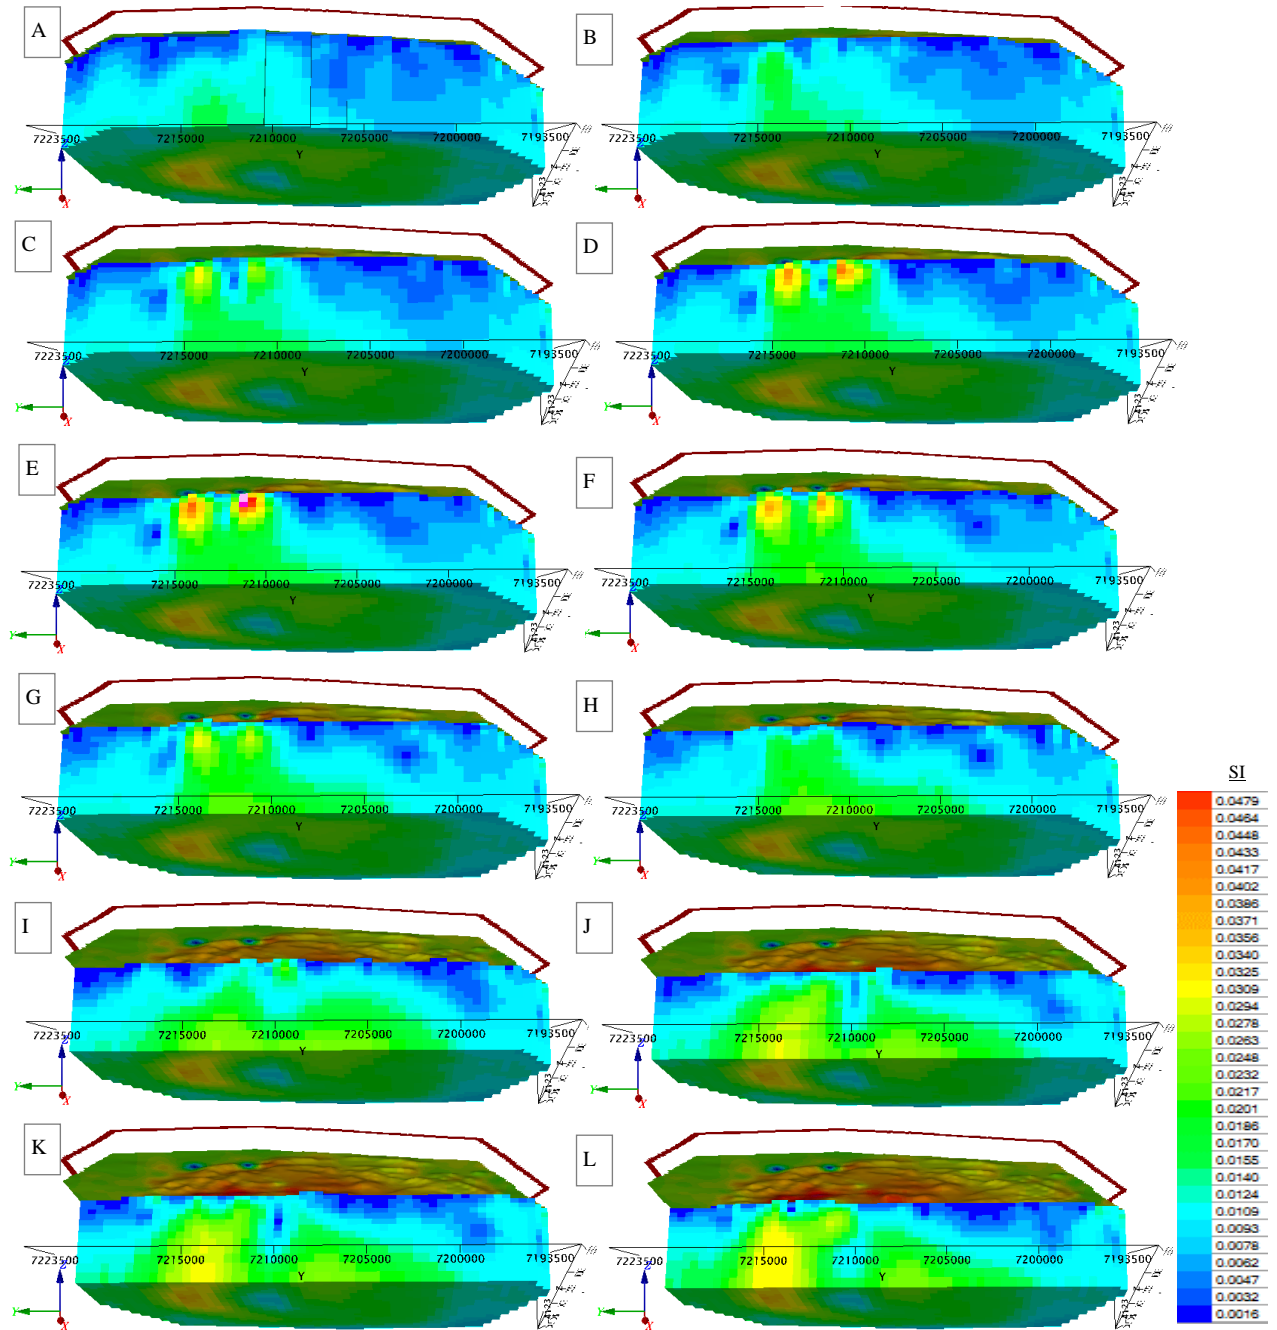 A
B
7223500 7215000 7210000 7205000 7200000 7193500
Y
Y
X
7223500 7215000 7210000 7205000 7200000 7193500
Y
Z
X
C
D
7223500 7215000 7210000 7205000 7200000 7193500
Y
Z
Y
X
7223500 7215000 7210000 7205000 7200000 7193500
Y
Z
Y
X
E
F
7223500 7215000 7210000 7205000 7200000 7193500
Y
Z
Y
X
7223500 7215000 7210000 7205000 7200000 7193500
Y
Z
X
G
H
7223500 7215000 7210000 7205000 7200000 7193500
Y
Z
Y
X
7223500 7215000 7210000 7205000 7200000 7193500
Y
Z
Y
X
I
J
7223500 7215000 7210000 7205000 7200000 7193500
Y
Z
Y
X
7223500 7215000 7210000 7205000 7200000 7193500
Y
Z
Y
X
K
L
7223500 7215000 7210000 7205000 7200000 7193500
Y
Z
Y
X
7223500 7215000 7210000 7205000 7200000 7193500
Y
Z
Y
X
SI
0.0479
0.0464
0.0448
0.0433
0.0417
0.0402
0.0386
0.0371
0.0356
0.0340
0.0325
0.0309
0.0294
0.0278
0.0263
0.0248
0.0232
0.0217
0.0201
0.0186
0.0170
0.0155
0.0140
0.0124
0.0109
0.0093
0.0078
0.0062
0.0047
0.0032
0.0016